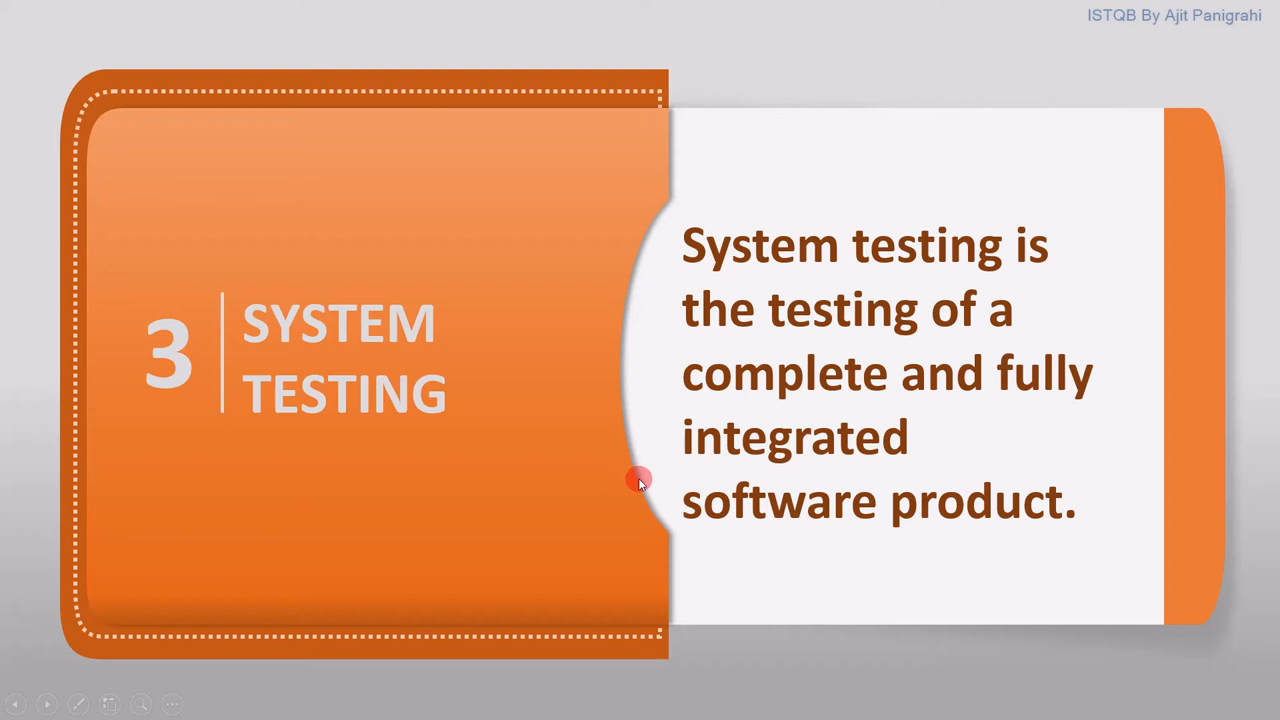 ISTQB By Ajit Panigrahi
3
SYSTEM
TESTING
System testing is
the testing of a
complete and fully
integrated
software product.